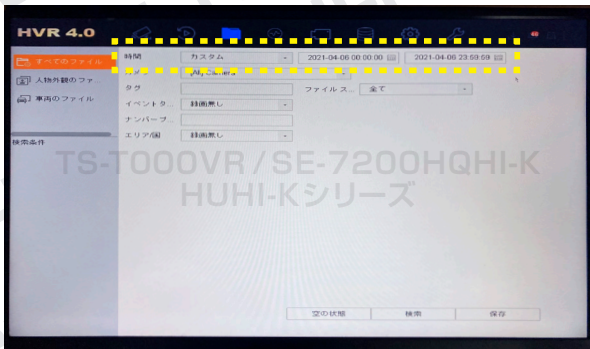 HVR 4.0
すべてのファイル
人物外観のファ...
車両のファイル
検索条件
時間 カスタム 2021-04-06 00:00:00 2021-04-06 23:59:59
タグ ファイルス... 全て
イベントタ... 録画無し
ナンバープ...
エリア/国 録画無し
TS-T000VR / SE-7200HQHI-K
HUHI-Kシリーズ
空の状態 検索 保存